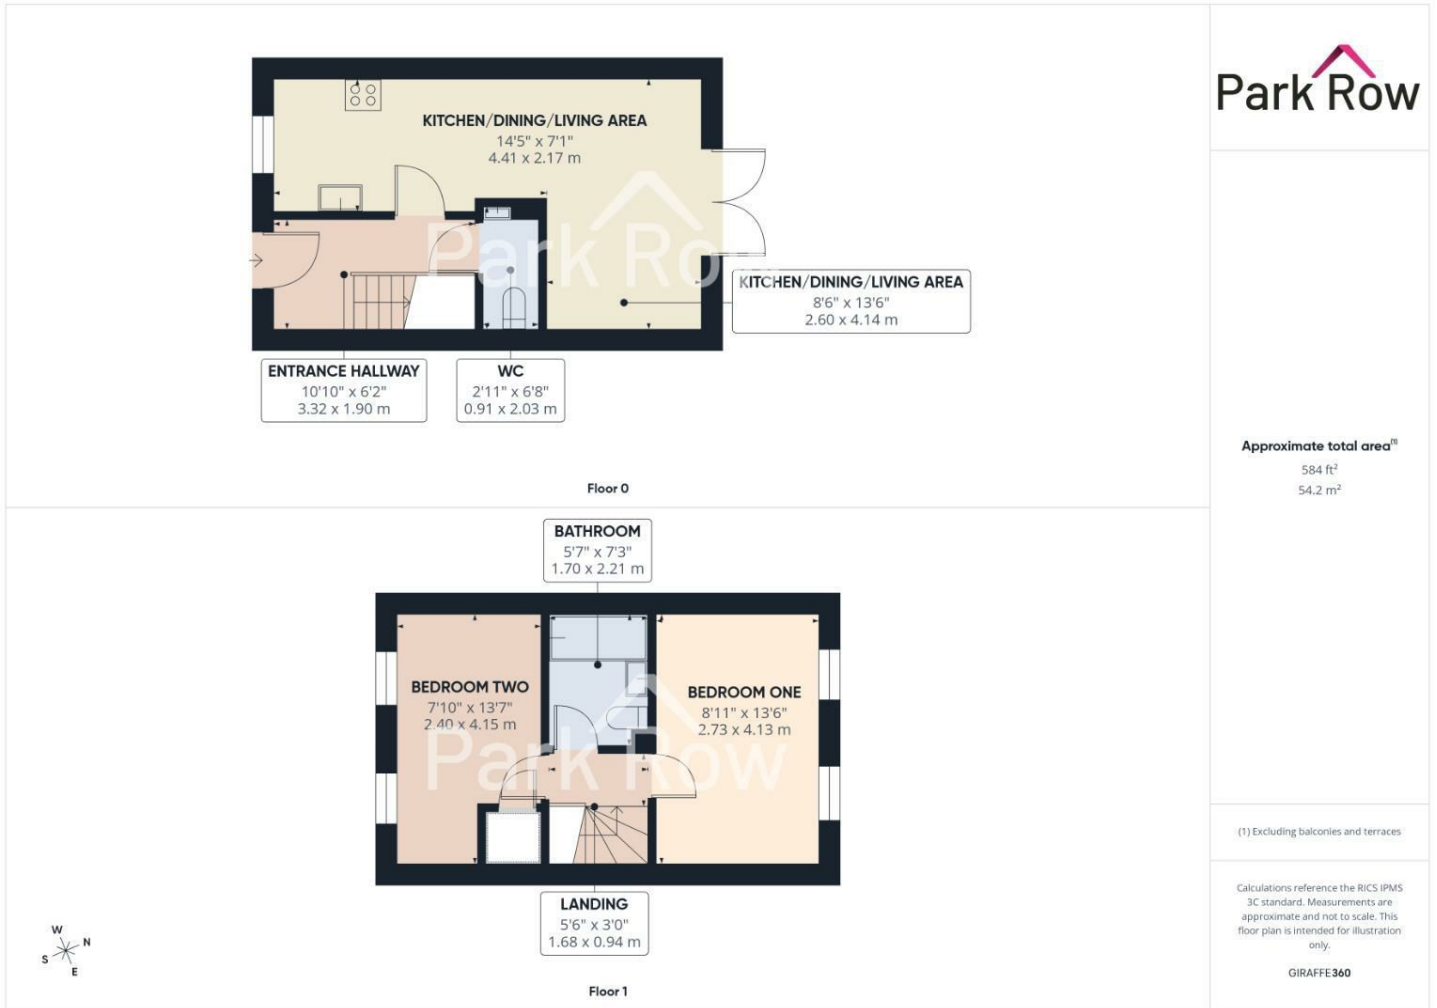 Park Row
KITCHEN/DINING/LIVING AREA
14'5" x 7'1"
4.41 x 2.17 m
Park Row
KITCHEN/DINING/LIVING AREA
8'6" x 13'6"
2.60 x 4.14 m
ENTRANCE HALLWAY
10'10" x 6'2"
3.32 x 1.90 m
WC
2'11" x 6'8"
0.91 x 2.03 m
Floor 0
Approximate total area(1)
584 ft²
54.2 m²
BATHROOM
5'7" x 7'3"
1.70 x 2.21 m
BEDROOM TWO
7'10" x 13'7"
2.40 x 4.15 m
BEDROOM ONE
8'11" x 13'6"
2.73 x 4.13 m
Park Row
LANDING
5'6" x 3'0"
1.68 x 0.94 m
W
N
S
E
Floor 1
(1) Excluding balconies and terraces
Calculations reference the RICS IPMS
3C standard. Measurements are
approximate and not to scale. This
floor plan is intended for illustration
only.
GIRAFFE360